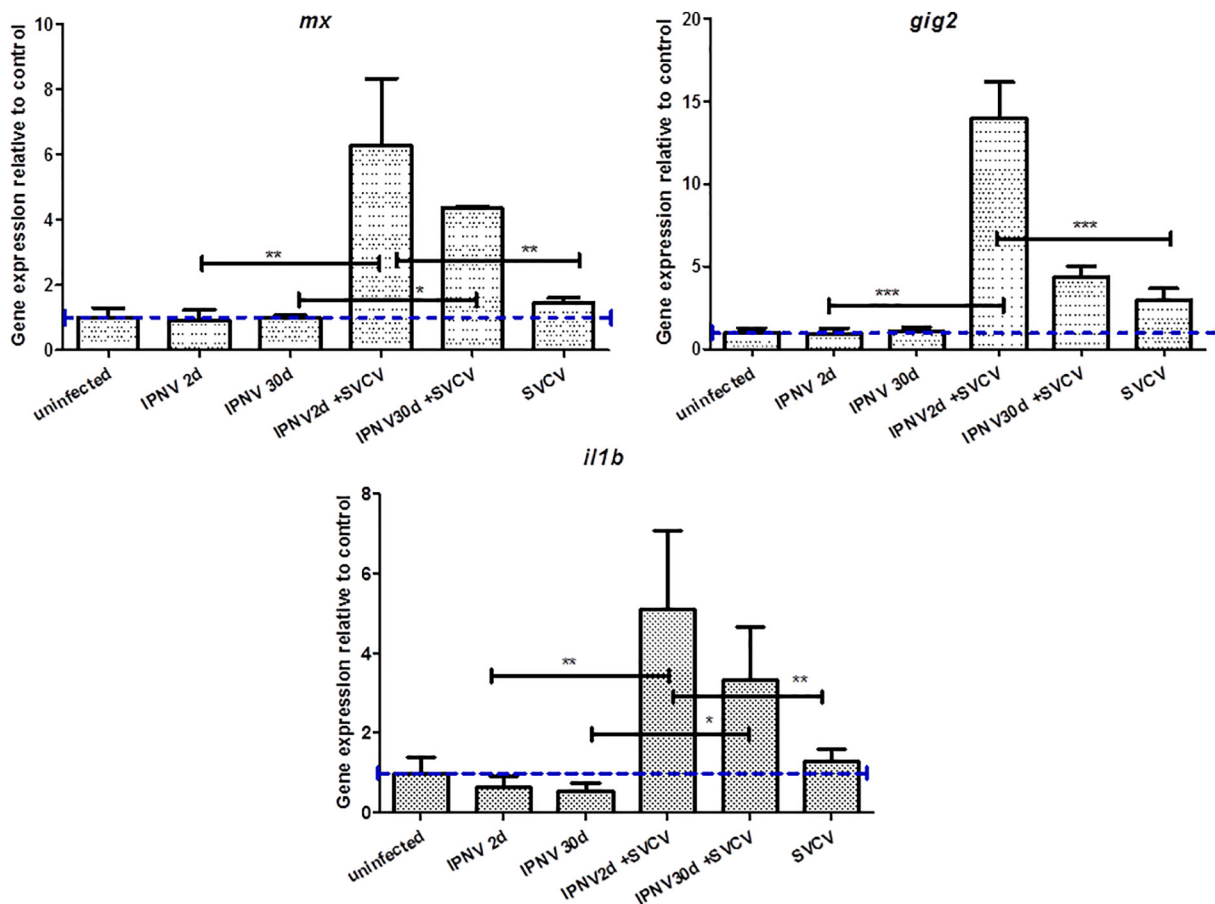 mx
Gene expression relative to control
10
8
6
4
2
0
**
**
*
uninfected
IPNV 2d
IPNV 30d
IPNV2d +SVCV
IPNV30d +SVCV
SVCV
gig2
Gene expression relative to control
20
15
10
5
0
***
***
uninfected
IPNV 2d
IPNV 30d
IPNV2d +SVCV
IPNV30d +SVCV
SVCV
il1b
Gene expression relative to control
8
6
4
2
0
**
**
*
uninfected
IPNV 2d
IPNV 30d
IPNV2d +SVCV
IPNV30d +SVCV
SVCV